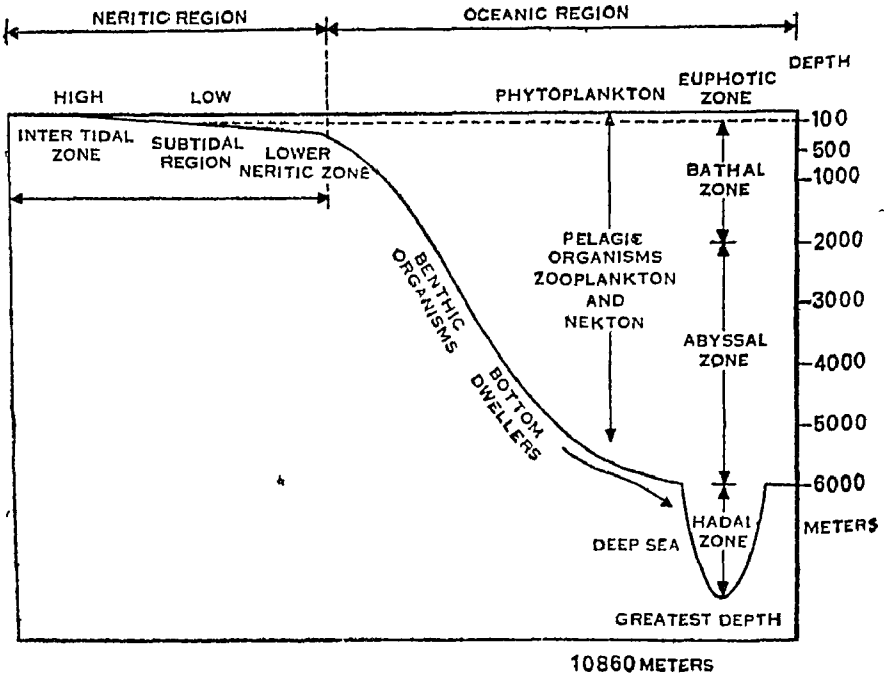 NERITIC REGION
OCEANIC REGION
DEPTH
HIGH
LOW
PHYTOPLANKTON
EUPHOTIC
ZONE
100
INTER TIDAL
ZONE
SUBTIDAL
REGION
LOWER
NERITIC ZONE
500
1000
BATHAL
ZONE
2000
PELAGIC
ORGANISMS
ZOOPLANKTON
AND
NEKTON
BENTHIC
ORGANISMS
3000
ABYSSAL
ZONE
4000
BOTTOM
DWELLERS
5000
6000
HADAL
ZONE
METERS
DEEP SEA
GREATEST DEPTH
10860 METERS